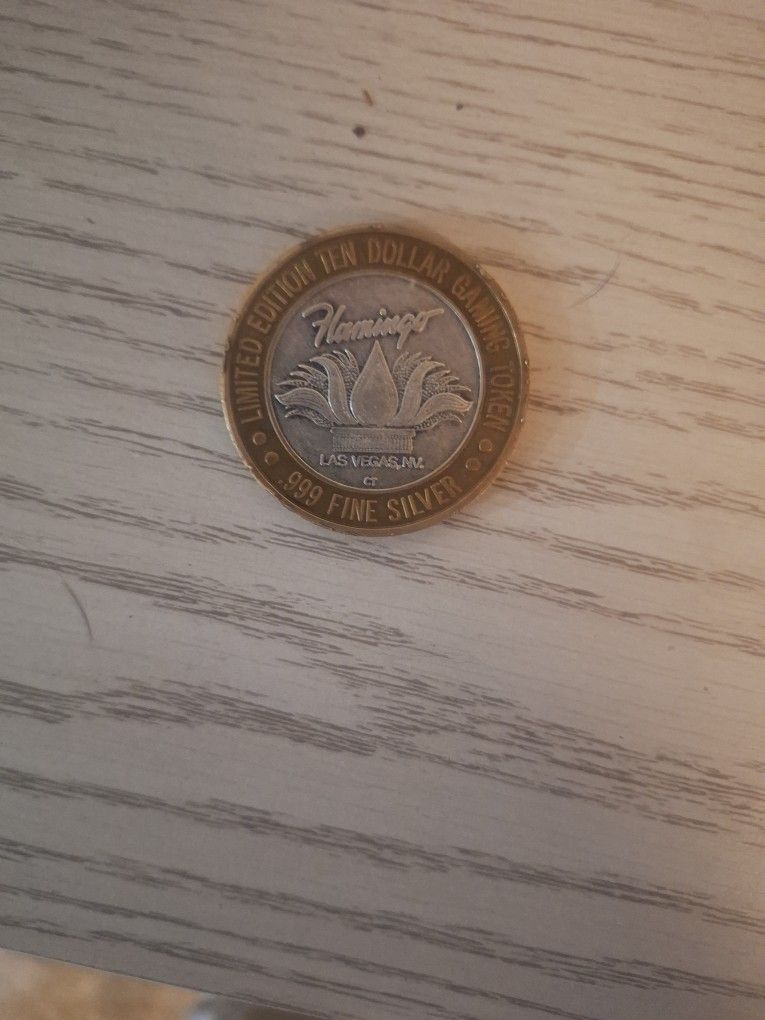 LIMITED EDITION TEN DOLLAR GAMING TOKEN
Flamingo
LAS VEGAS, NV.
CT
.999 FINE SILVER